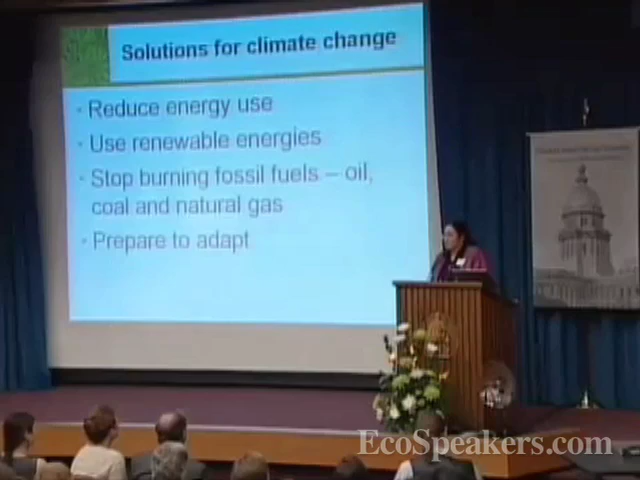 Solutions for climate change
· Reduce energy use
· Use renewable energies
· Stop burning fossil fuels – oil,
coal and natural gas
· Prepare to adapt
EcoSpeakers.com